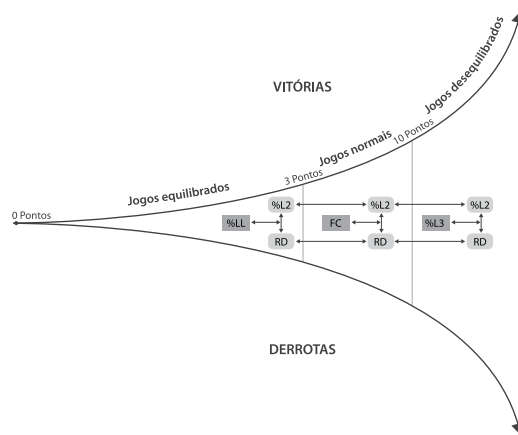 VITÓRIAS
Jogos desequilibrados
10 Pontos
Jogos normais
3 Pontos
Jogos equilibrados
0 Pontos
%L2 %L2 %L2
%LL FC %L3
RD RD RD
DERROTAS